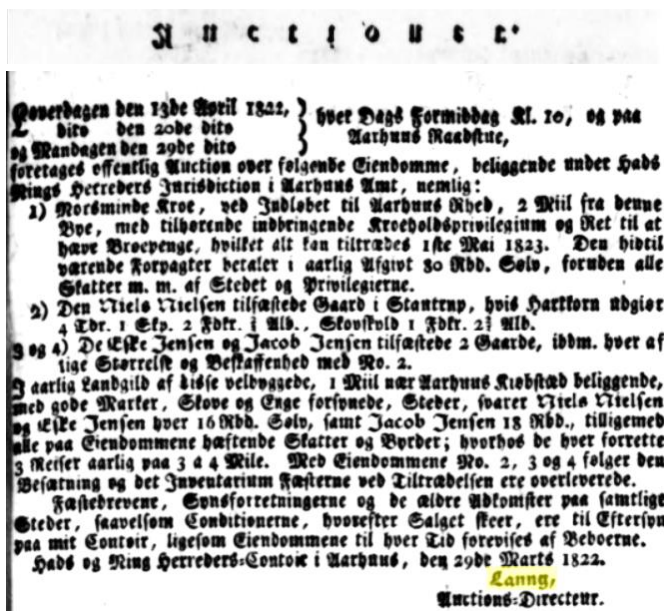 Auctioner.
Løverdagen den 13de April 1822,
dito den 20de dito
og Mandagen den 29de dito
hver Dags Formiddag Kl. 10, og paa
Aarhuus Raadstue,
foretages offentlig Auction over følgende Eiendomme, beliggende under Hads
Nings Herreders Jurisdiction i Aarhuus Amt, nemlig:
1) Norsminde Kroe, ved Indløbet til Aarhuus Rhed, 2 Miil fra denne
Bye, med tilhørende indbringende Kroeholdsprivilegium og Ret til at
hæve Broepenge, hvilket alt kan tiltrædes 1ste Mai 1823. Den hidtil
værende Forpagter betaler i aarlig Afgivt 80 Rbd. Sølv, foruden alle
Skatter m. m. af Stedet og Privilegierne.
2) Den Niels Nielsen tilfæstede Gaard i Stantrup, hvis Hartkorn udgiør
4 Tdr. 1 Skp. 2 Fdkr. 1 Alb., Skovskyld 1 Fdkr. 2 Alb.
3 og 4) De Eske Jensen og Jacob Jensen tilfæstede 2 Gaarde, iddm. hver af
lige Størrelse og Beskaffenhed med No. 2.
I aarlig Landgild af disse velbyggede, 1 Miil nær Aarhuus Kiøbstæd beliggende,
med gode Marker, Skove og Enge forsynede, Steder, svarer Niels Nielsen
og Eske Jensen hver 16 Rbd. Sølv, samt Jacob Jensen 18 Rbd., tilligemed
alle paa Eiendommene hæftende Skatter og Byrder; hvorhos de hver forrette
3 Reiser aarlig paa 3 a 4 Mile. Med Eiendommene No. 2, 3 og 4 følger den
Besætning og det Inventarium Fæsterne ved Tiltrædelsen ere overleverede.
Fæstebrevene, Synsforretningerne og de ældre Adkomster paa samtlige
Steder, saavelsom Conditionerne, hvorefter Salget skeer, ere til Eftersyn
paa mit Contoir, ligesom Eiendommene til hver Tid forevises af Beboerne.
Hads og Ning Herreders-Contoir i Aarhuus, den 29de Marts 1822.
Lanng,
Auctions-Directeur.